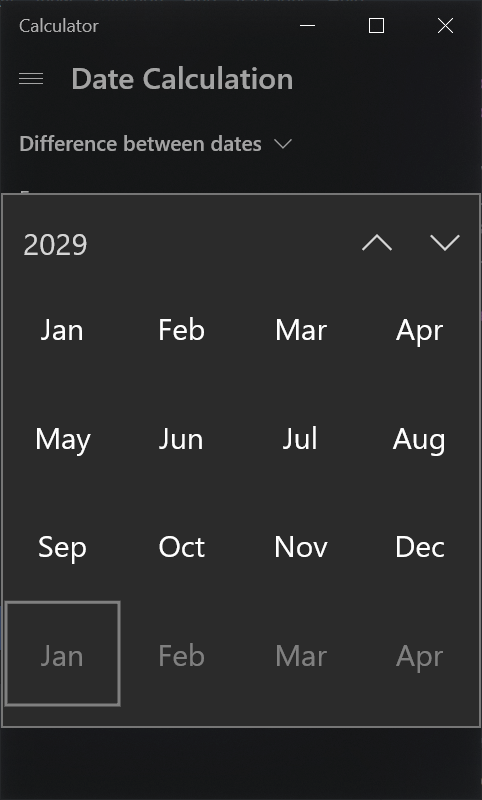 Calculator
Date Calculation
Difference between dates
2029
Jan Feb Mar Apr
May Jun Jul Aug
Sep Oct Nov Dec
Jan Feb Mar Apr